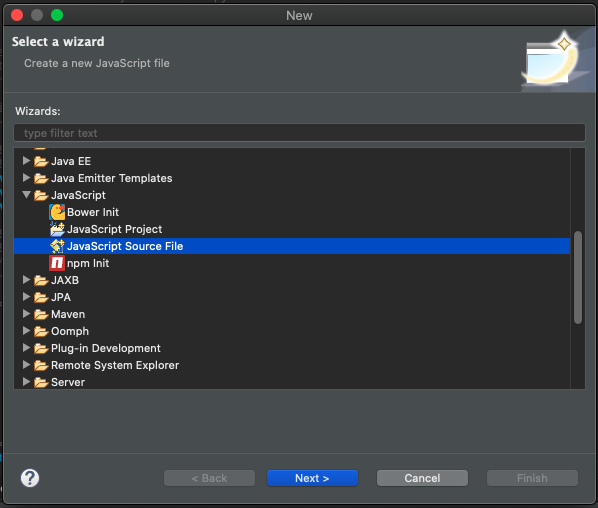 New
Select a wizard
Create a new JavaScript file
Wizards:
type filter text
Java EE
Java Emitter Templates
JavaScript
Bower Init
JavaScript Project
JavaScript Source File
npm Init
JAXB
JPA
Maven
Oomph
Plug-in Development
Remote System Explorer
Server
?
< Back
Next >
Cancel
Finish